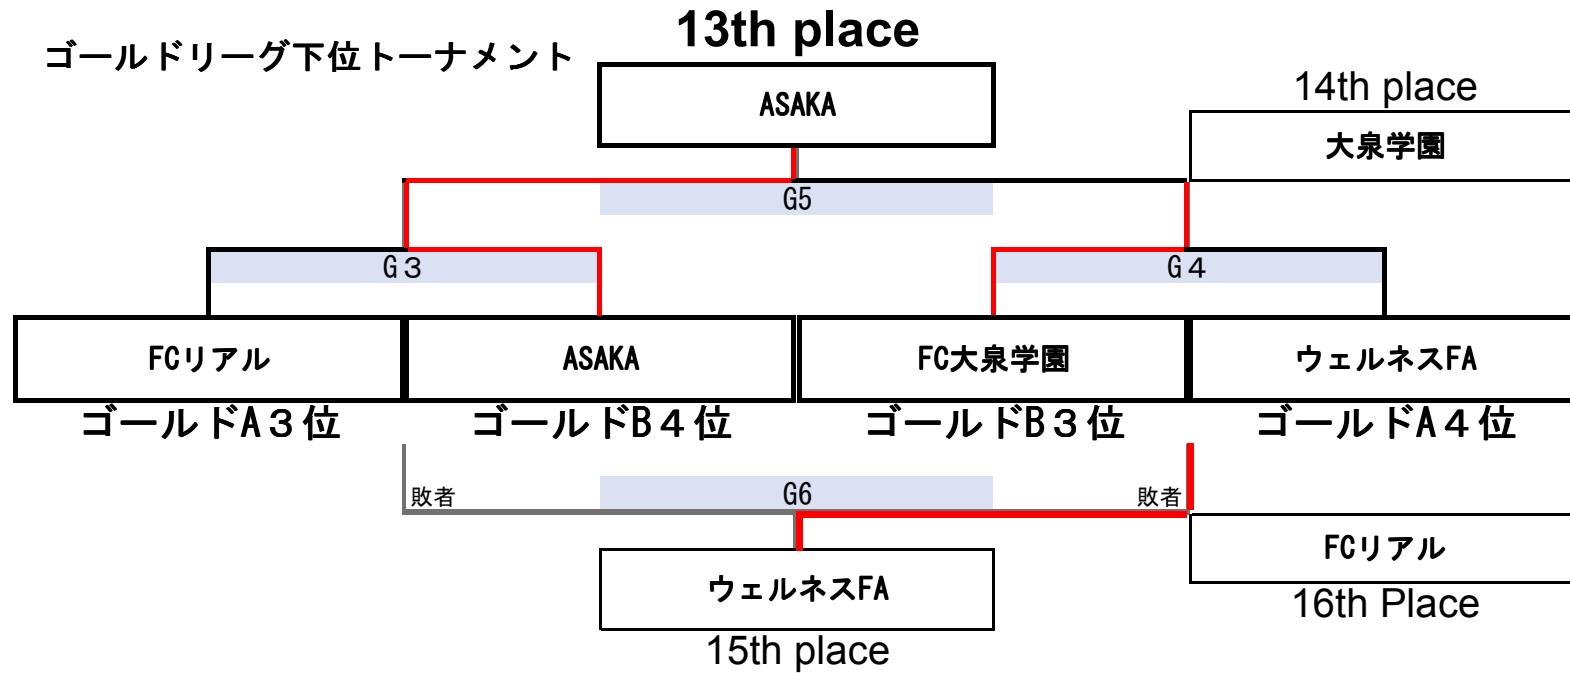 13th place
ゴールドリーグ下位トーナメント
ASAKA
14th place
大泉学園
G5
G３
G４
FCリアル
ASAKA
FC大泉学園
ウェルネスFA
ゴールドA３位
ゴールドB４位
ゴールドB３位
ゴールドA４位
敗者
G6
敗者
FCリアル
ウェルネスFA
16th Place
15th place